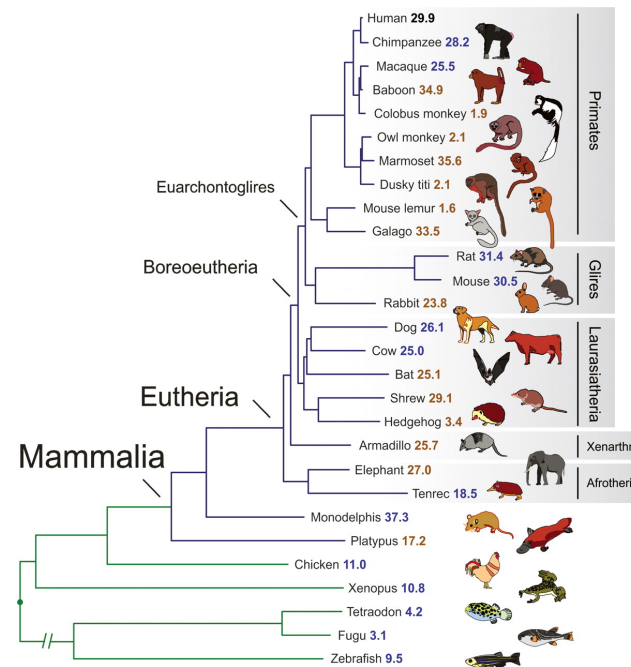 Human 29.9
Chimpanzee 28.2
Macaque 25.5
Baboon 34.9
Colobus monkey 1.9
Owl monkey 2.1
Marmoset 35.6
Dusky titi 2.1
Mouse lemur 1.6
Galago 33.5
Primates
Euarchontoglires
Rat 31.4
Mouse 30.5
Rabbit 23.8
Glires
Boreoeutheria
Dog 26.1
Cow 25.0
Bat 25.1
Shrew 29.1
Hedgehog 3.4
Laurasiatheria
Eutheria
Armadillo 25.7
Xenarthr
Elephant 27.0
Tenrec 18.5
Afrotheri
Mammalia
Monodelphis 37.3
Platypus 17.2
Chicken 11.0
Xenopus 10.8
Tetraodon 4.2
Fugu 3.1
Zebrafish 9.5